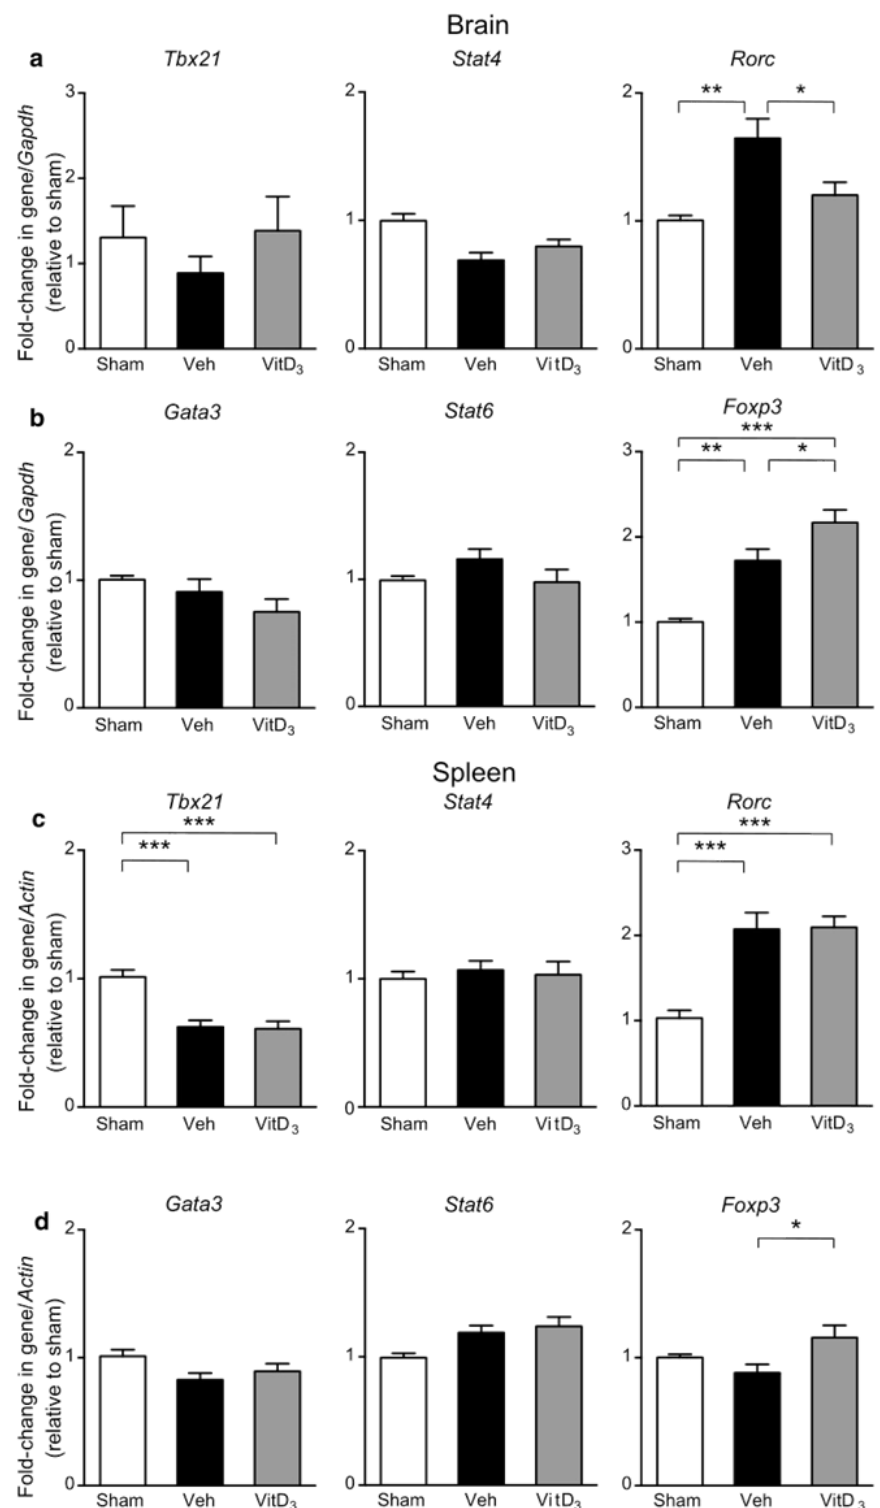 Brain
a
Tbx21
Stat4
Rorc
Fold-change in gene/Gapdh
(relative to sham)
3
2
1
0
Sham Veh VitD3
2
1
0
Sham Veh VitD3
2
1
0
** *
Sham Veh VitD3
b
Gata3
Stat6
Foxp3
Fold-change in gene/Gapdh
(relative to sham)
2
1
0
Sham Veh VitD3
2
1
0
Sham Veh VitD3
3
2
1
0
***
** *
Sham Veh VitD3
Spleen
c
Tbx21
Stat4
Rorc
Fold-change in gene/Actin
(relative to sham)
2
1
0
***
***
Sham Veh VitD3
2
1
0
Sham Veh VitD3
3
2
1
0
***
***
Sham Veh VitD3
d
Gata3
Stat6
Foxp3
Fold-change in gene/Actin
(relative to sham)
2
1
0
Sham Veh VitD3
2
1
0
Sham Veh VitD3
2
1
0
*
Sham Veh VitD3